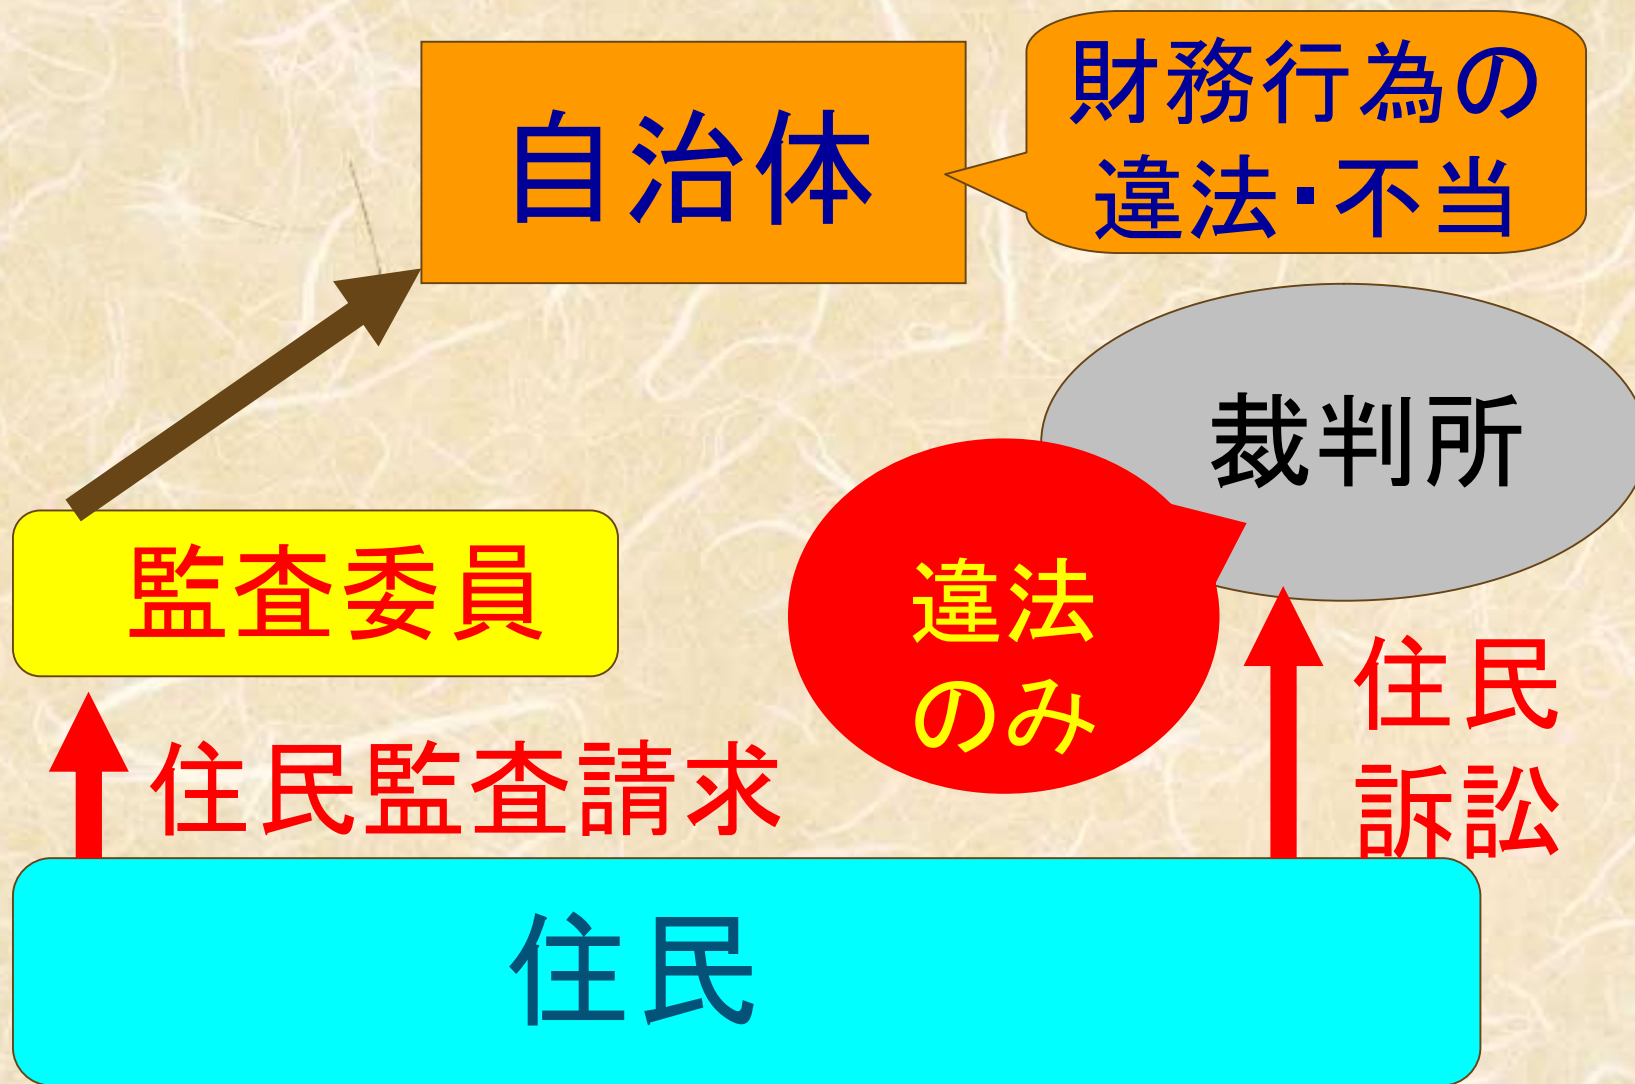 自治体
財務行為の
違法・不当
裁判所
監査委員
違法
のみ
住民
訴訟
住民監査請求
住民